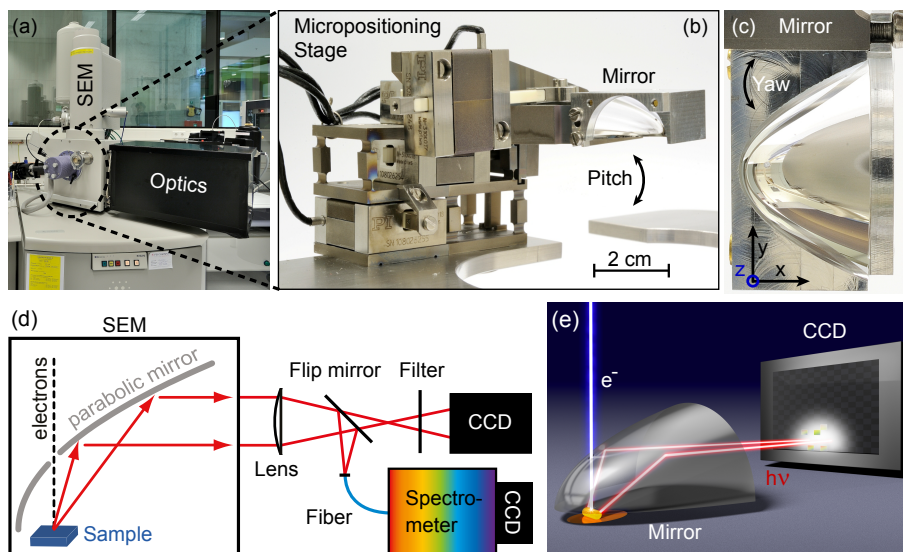 (a)
SEM
Optics
Micropositioning
Stage
(b)
Mirror
Pitch
2 cm
PI
(c)
Mirror
Yaw
y
z
x
(d)
SEM
electrons
parabolic mirror
Sample
Lens
Flip mirror
Filter
CCD
Fiber
Spectro-
meter
CCD
(e)
e⁻
CCD
hν
Mirror